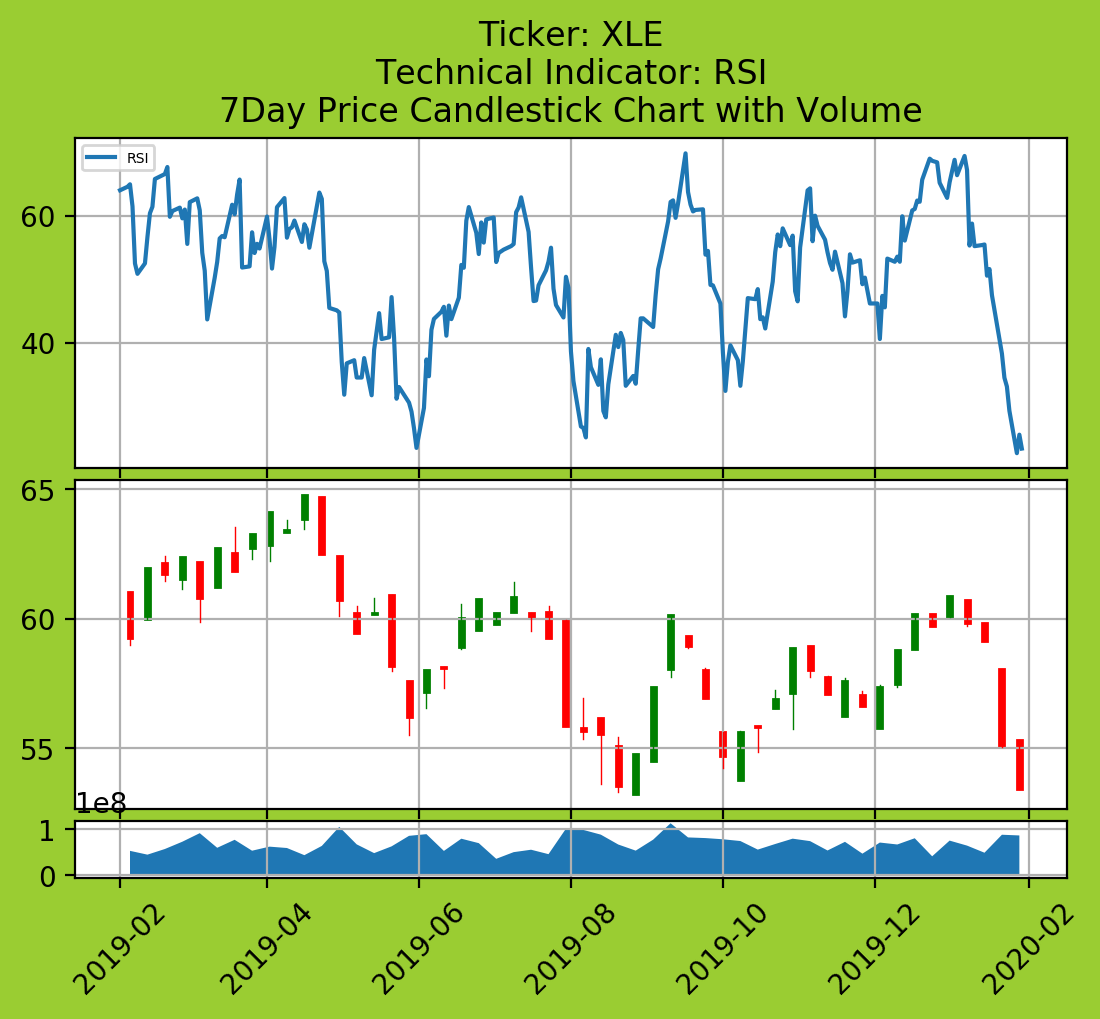 Ticker: XLE
Technical Indicator: RSI
7Day Price Candlestick Chart with Volume
RSI
60
40
65
60
55
1e8
1
0
2019-02
2019-04
2019-06
2019-08
2019-10
2019-12
2020-02